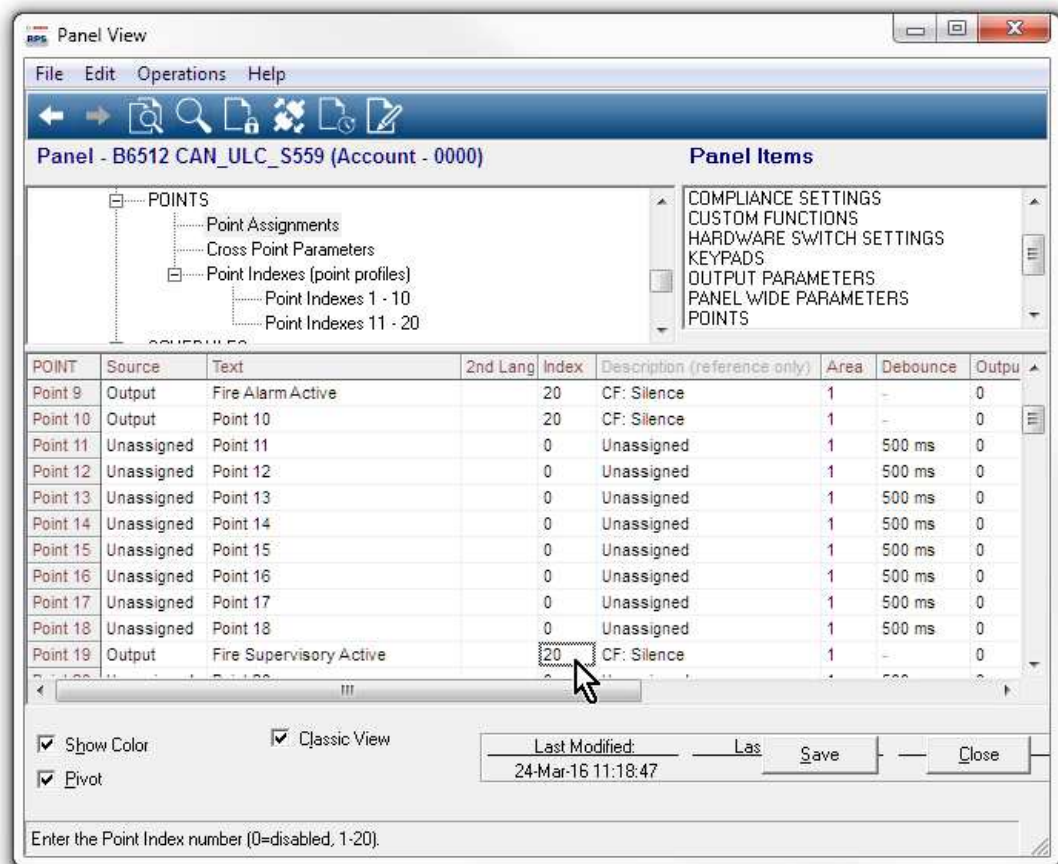 RPS Panel View
File Edit Operations Help
Panel - B6512 CAN_ULC_S559 (Account - 0000)
Panel Items
POINTS
Point Assignments
Cross Point Parameters
Point Indexes (point profiles)
Point Indexes 1 - 10
Point Indexes 11 - 20
COMPLIANCE SETTINGS
CUSTOM FUNCTIONS
HARDWARE SWITCH SETTINGS
KEYPADS
OUTPUT PARAMETERS
PANEL WIDE PARAMETERS
POINTS
POINT Source Text 2nd Lang Index Description (reference only) Area Debounce Outpu
Point 9 Output Fire Alarm Active 20 CF: Silence 1 - 0
Point 10 Output Point 10 20 CF: Silence 1 - 0
Point 11 Unassigned Point 11 0 Unassigned 1 500 ms 0
Point 12 Unassigned Point 12 0 Unassigned 1 500 ms 0
Point 13 Unassigned Point 13 0 Unassigned 1 500 ms 0
Point 14 Unassigned Point 14 0 Unassigned 1 500 ms 0
Point 15 Unassigned Point 15 0 Unassigned 1 500 ms 0
Point 16 Unassigned Point 16 0 Unassigned 1 500 ms 0
Point 17 Unassigned Point 17 0 Unassigned 1 500 ms 0
Point 18 Unassigned Point 18 0 Unassigned 1 500 ms 0
Point 19 Output Fire Supervisory Active 20 CF: Silence 1 - 0
Show Color
Classic View
Pivot
Last Modified:
24-Mar-16 11:18:47
Las
Save
Close
Enter the Point Index number (0=disabled, 1-20).